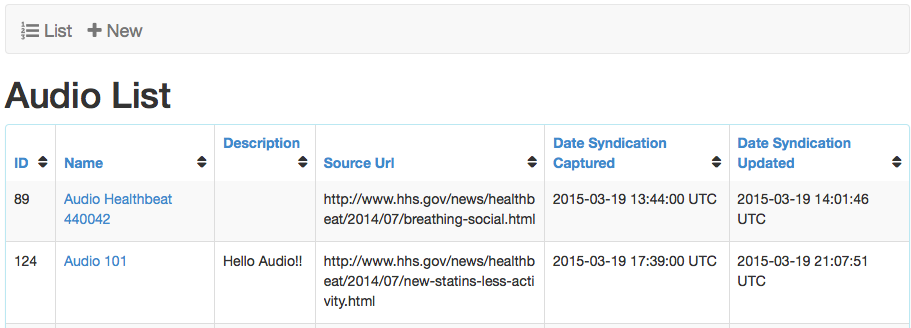 List New
Audio List
ID Name Description Source Url Date Syndication Captured Date Syndication Updated
89 Audio Healthbeat 440042 http://www.hhs.gov/news/healthbeat/2014/07/breathing-social.html 2015-03-19 13:44:00 UTC 2015-03-19 14:01:46 UTC
124 Audio 101 Hello Audio!! http://www.hhs.gov/news/healthbeat/2014/07/new-statins-less-activity.html 2015-03-19 17:39:00 UTC 2015-03-19 21:07:51 UTC